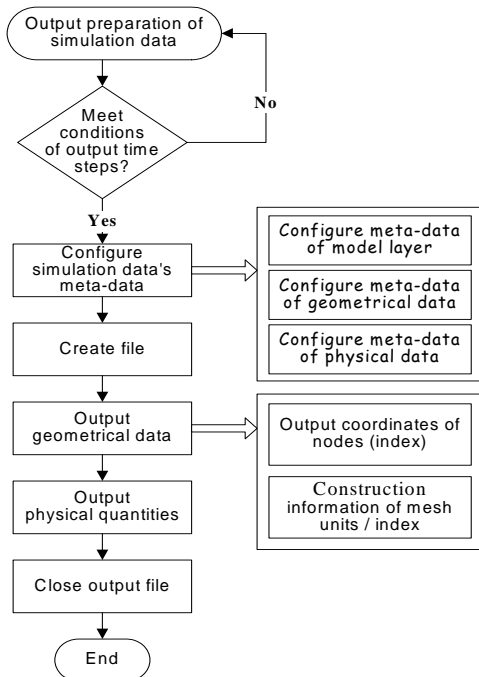 Output preparation of
simulation data
No
Meet
conditions
of output time
steps?
Yes
Configure
simulation data's
meta-data
Configure meta-data
of model layer
Configure meta-data
of geometrical data
Configure meta-data
of physical data
Create file
Output
geometrical data
Output coordinates of
nodes (index)
Construction
information of mesh
units / index
Output
physical quantities
Close output file
End